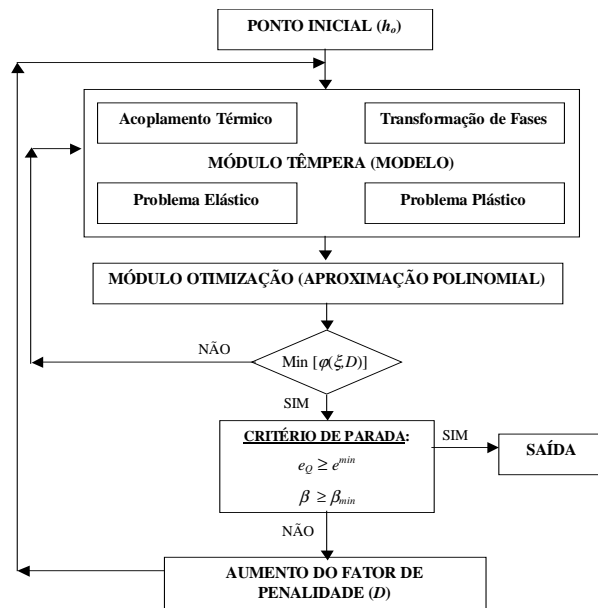 PONTO INICIAL (hₒ)
Acoplamento Térmico
Transformação de Fases
MÓDULO TÊMPERA (MODELO)
Problema Elástico
Problema Plástico
MÓDULO OTIMIZAÇÃO (APROXIMAÇÃO POLINOMIAL)
NÃO
Min [φ(ξ,D)]
SIM
CRITÉRIO DE PARADA:
SIM
SAÍDA
e_Q ≥ e^min
β ≥ β_min
NÃO
AUMENTO DO FATOR DE
PENALIDADE (D)